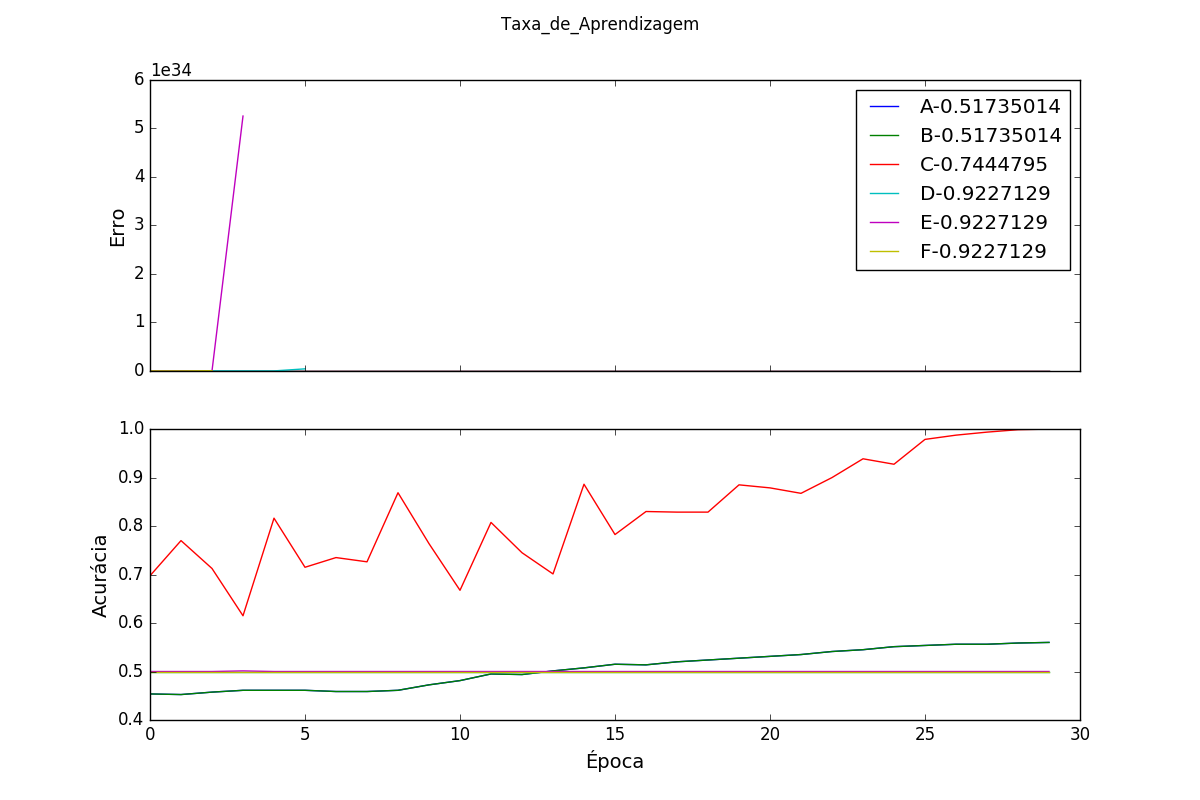 Taxa_de_Aprendizagem
1e34
6
5
4
3
2
1
0
Erro
A-0.51735014
B-0.51735014
C-0.7444795
D-0.9227129
E-0.9227129
F-0.9227129
1.0
0.9
0.8
0.7
0.6
0.5
0.4
Acurácia
0 5 10 15 20 25 30
Época